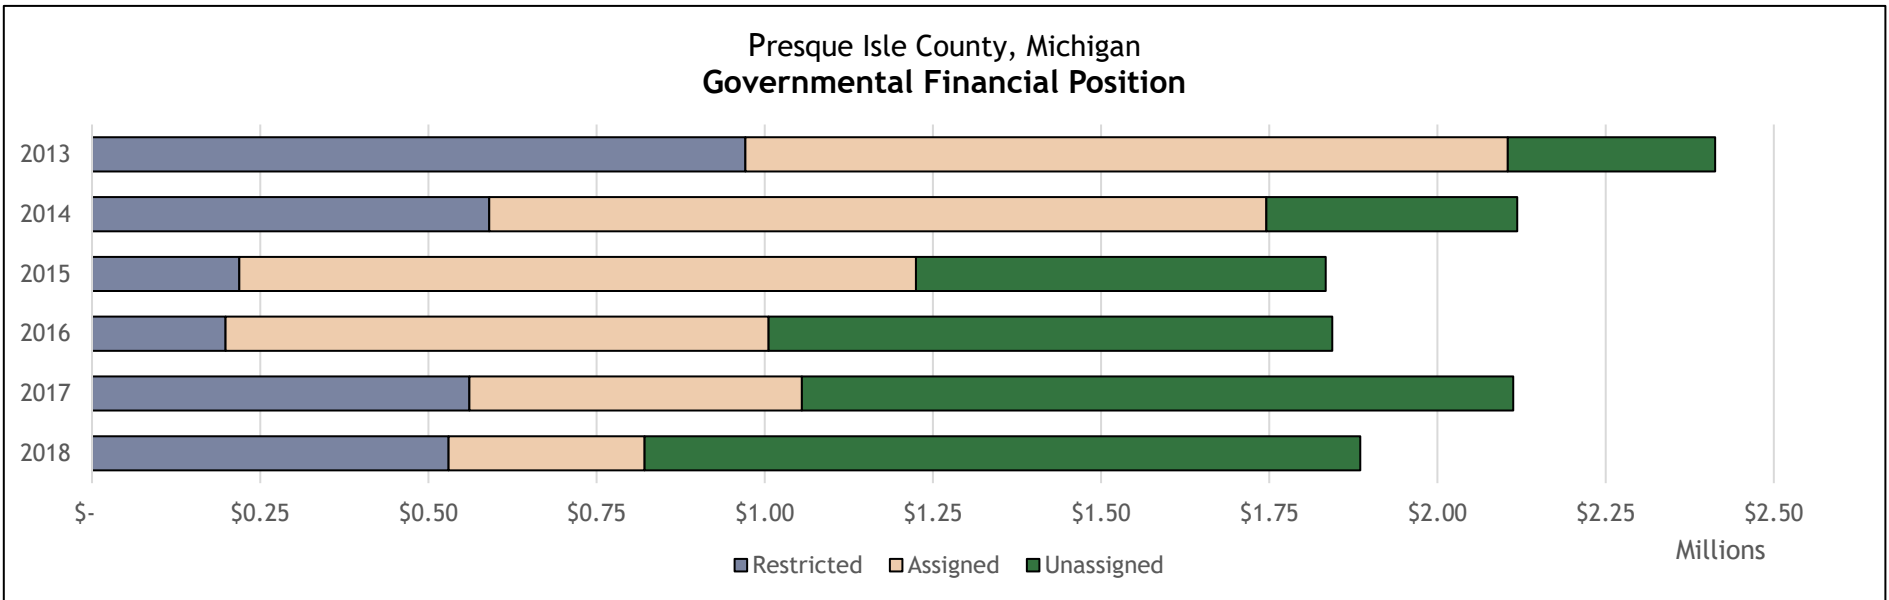 Presque Isle County, Michigan
Governmental Financial Position
2013
2014
2015
2016
2017
2018
$- $0.25 $0.50 $0.75 $1.00 $1.25 $1.50 $1.75 $2.00 $2.25 $2.50
Millions
Restricted Assigned Unassigned